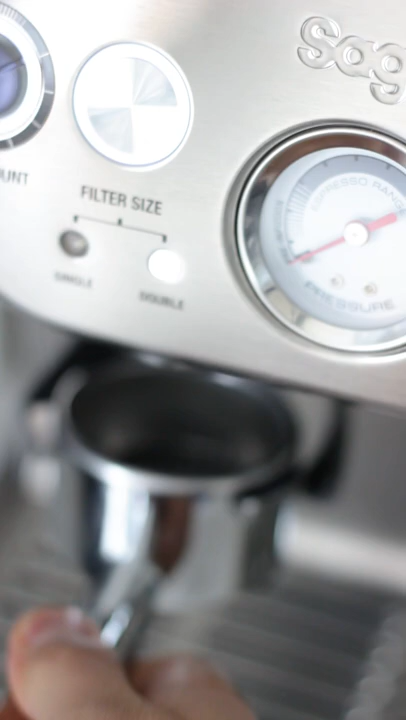 Sag
UNT
FILTER SIZE
SINGLE
DOUBLE
ESPRESSO RANGE
PRESSURE